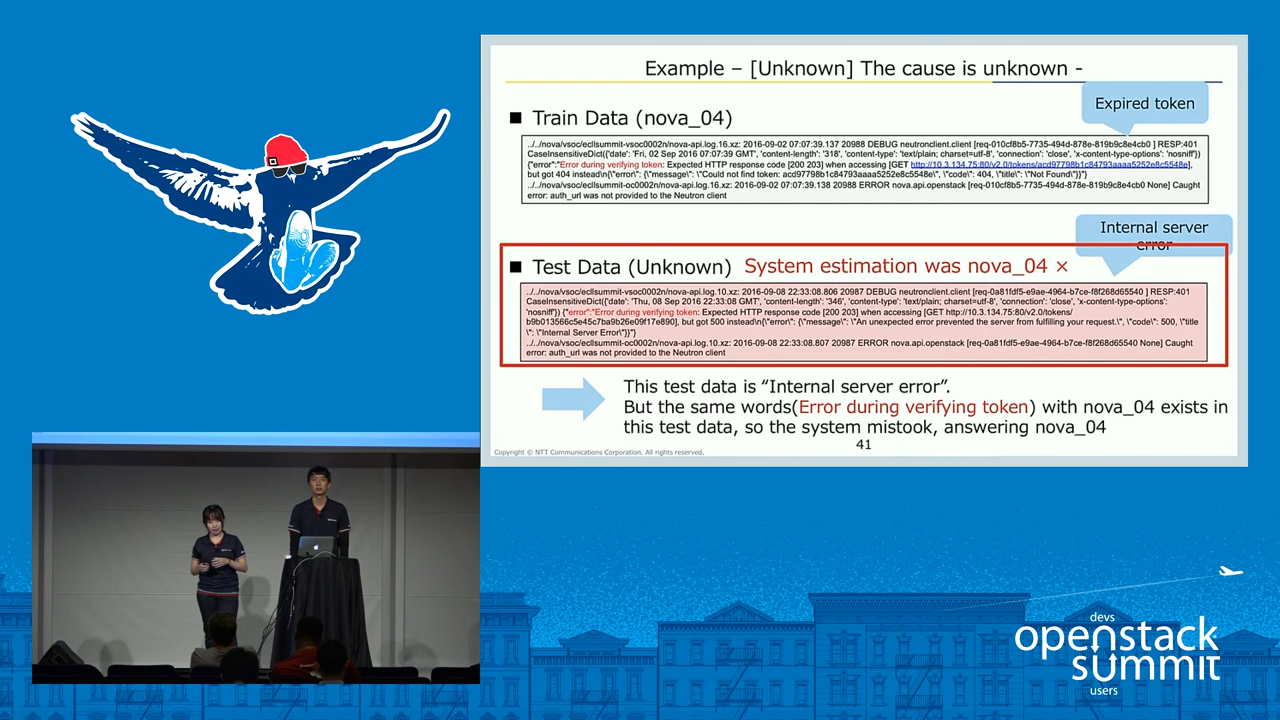 Example – [Unknown] The cause is unknown -
Expired token
■ Train Data (nova_04)
../../nova/vsoc/ecllsummit-vsoc0002n/nova-api.log.16.xz: 2016-09-02 07:07:39.137 20988 DEBUG neutronclient.client [req-010cf8b5-7735-494d-878e-819b9c8e4cb0 ] RESP:401
CaseInsensitiveDict({'date': 'Fri, 02 Sep 2016 07:07:39 GMT', 'content-length': '318', 'content-type': 'text/plain; charset=utf-8', 'connection': 'close', 'x-content-type-options': 'nosniff'})
{"error":"Error during verifying token: Expected HTTP response code [200 203] when accessing [GET http://10.3.134.75:80/v2.0/tokens/acd97798b1c84793aaaa5252e8c5548e],
but got 404 instead\n{\"error\": {\"message\": \"Could not find token: acd97798b1c84793aaaa5252e8c5548e\", \"code\": 404, \"title\": \"Not Found\"}}"}
../../nova/vsoc/ecllsummit-oc0002n/nova-api.log.16.xz: 2016-09-02 07:07:39.138 20988 ERROR nova.api.openstack [req-010cf8b5-7735-494d-878e-819b9c8e4cb0 None] Caught
error: auth_url was not provided to the Neutron client
Internal server
error
■ Test Data (Unknown) System estimation was nova_04 ×
../../nova/vsoc/ecllsummit-vsoc0002n/nova-api.log.10.xz: 2016-09-08 22:33:08.806 20987 DEBUG neutronclient.client [req-0a81fdf5-e9ae-4964-b7ce-f8f268d65540 ] RESP:401
CaseInsensitiveDict({'date': 'Thu, 08 Sep 2016 22:33:08 GMT', 'content-length': '346', 'content-type': 'text/plain; charset=utf-8', 'connection': 'close', 'x-content-type-options':
'nosniff'}) {"error":"Error during verifying token: Expected HTTP response code [200 203] when accessing [GET http://10.3.134.75:80/v2.0/tokens/
b9b013566c5e45c7ba9b26e09f17e890], but got 500 instead\n{\"error\": {\"message\": \"An unexpected error prevented the server from fulfilling your request.\", \"code\": 500, \"title
\": \"Internal Server Error\"}}"}
../../nova/vsoc/ecllsummit-oc0002n/nova-api.log.10.xz: 2016-09-08 22:33:08.807 20987 ERROR nova.api.openstack [req-0a81fdf5-e9ae-4964-b7ce-f8f268d65540 None] Caught
error: auth_url was not provided to the Neutron client
This test data is “Internal server error”.
But the same words(Error during verifying token) with nova_04 exists in
this test data, so the system mistook, answering nova_04
41
Copyright © NTT Communications Corporation. All rights reserved.
devs
openstack
summit
users